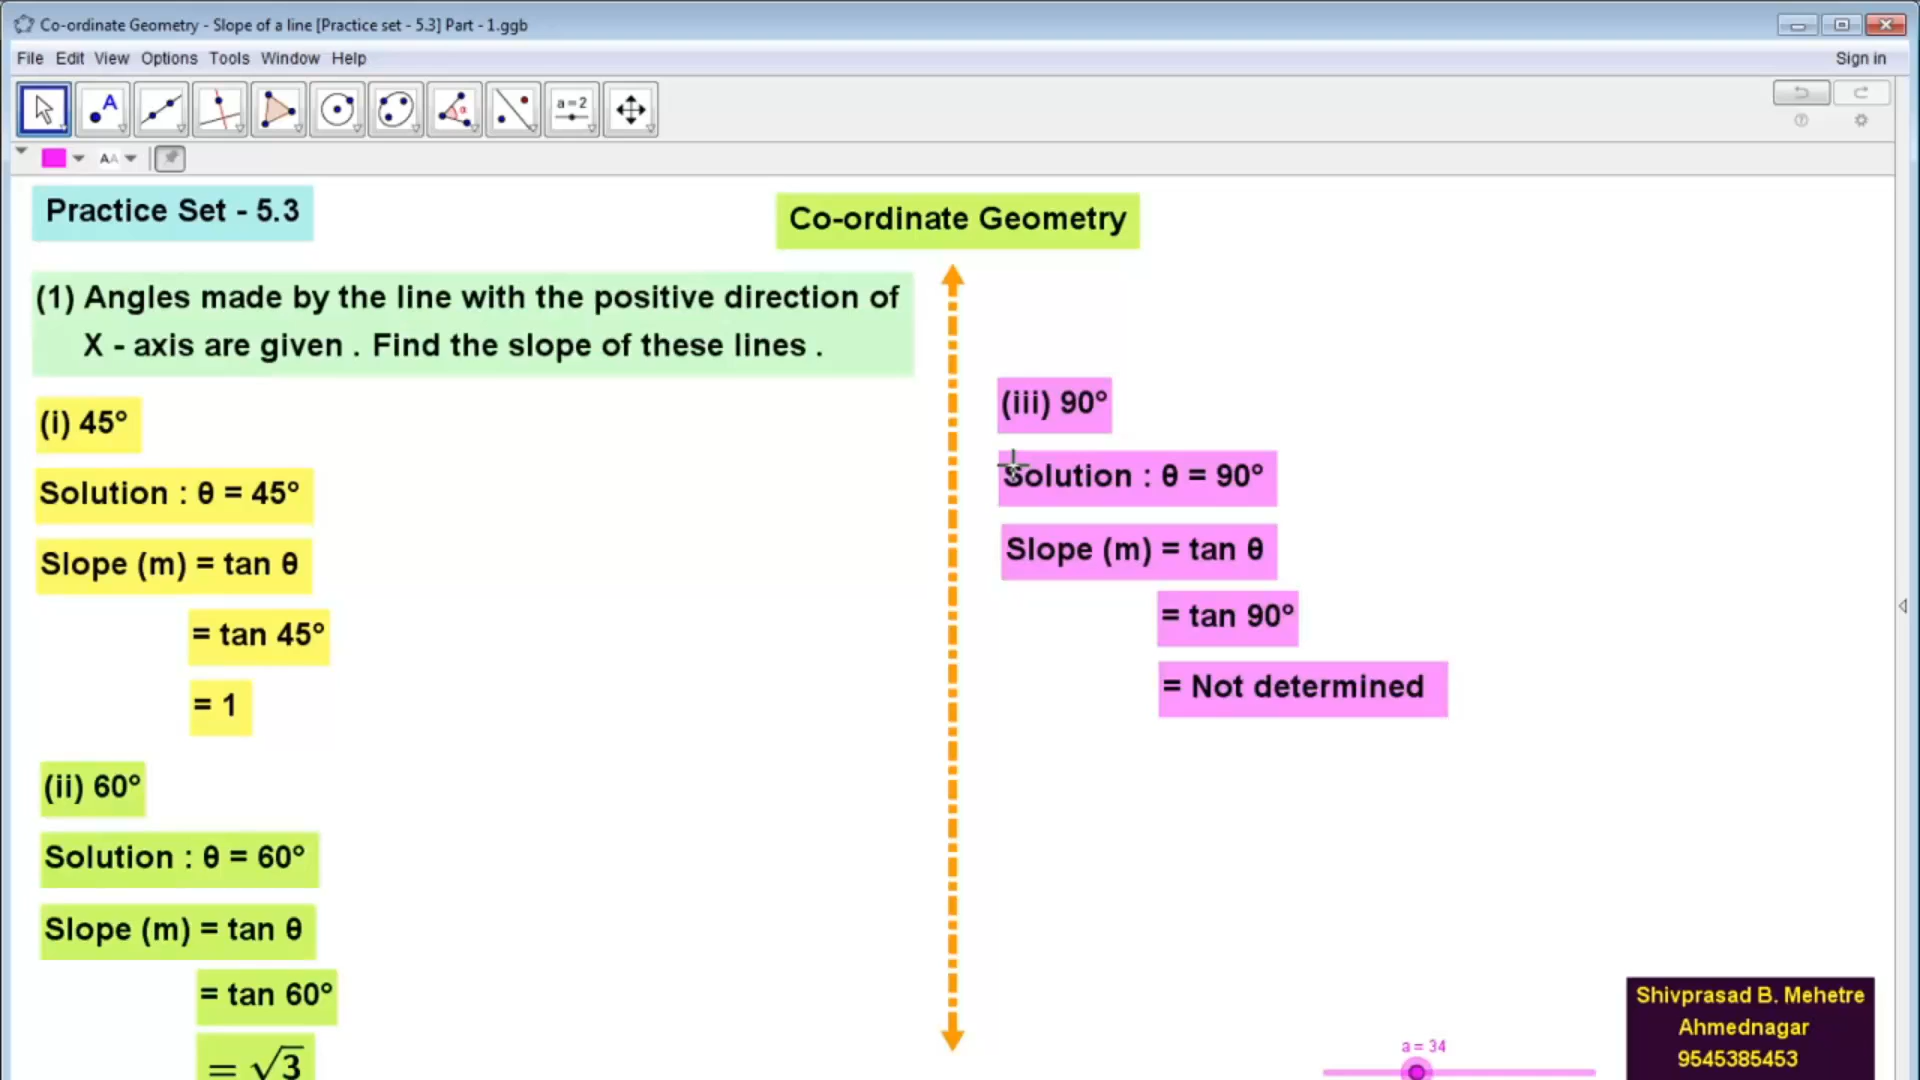 Co-ordinate Geometry - Slope of a line [Practice set - 5.3] Part - 1.ggb
File Edit View Options Tools Window Help
Sign in
A
a = 2
AA
Practice Set - 5.3
Co-ordinate Geometry
(1) Angles made by the line with the positive direction of
X - axis are given . Find the slope of these lines .
(i) 45°
Solution : θ = 45°
Slope (m) = tan θ
= tan 45°
= 1
(ii) 60°
Solution : θ = 60°
Slope (m) = tan θ
= tan 60°
= √3
(iii) 90°
Solution : θ = 90°
Slope (m) = tan θ
= tan 90°
= Not determined
a = 34
Shivprasad B. Mehetre
Ahmednagar
9545385453